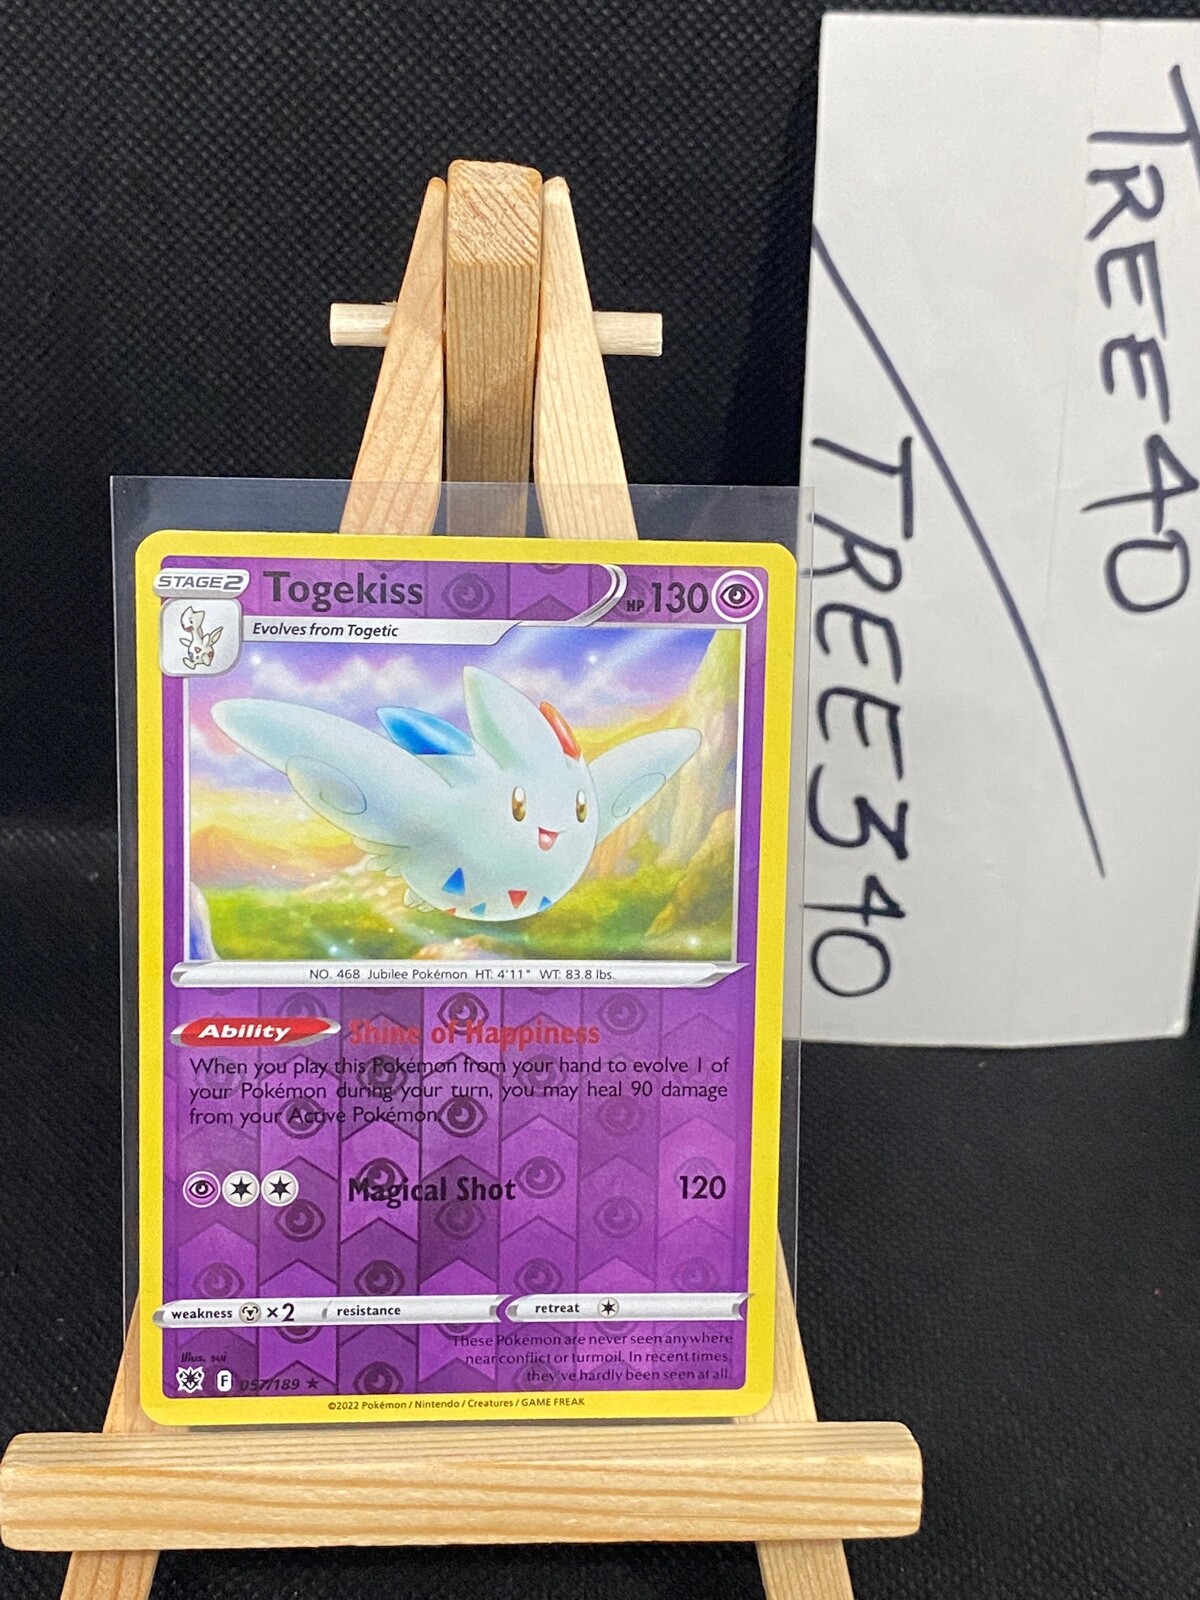 TREE40
TREE340
STAGE2
Togekiss
HP 130
Evolves from Togetic
NO. 468 Jubilee Pokémon HT: 4'11" WT: 83.8 lbs.
Ability Shine of Happiness
When you play this Pokémon from your hand to evolve 1 of
your Pokémon during your turn, you may heal 90 damage
from your Active Pokémon.
Magical Shot 120
weakness ×2 resistance retreat
These Pokémon are never seen anywhere
near conflict or turmoil. In recent times,
they've hardly been seen at all.
Illus. sui
F 057/189
©2022 Pokémon / Nintendo / Creatures / GAME FREAK